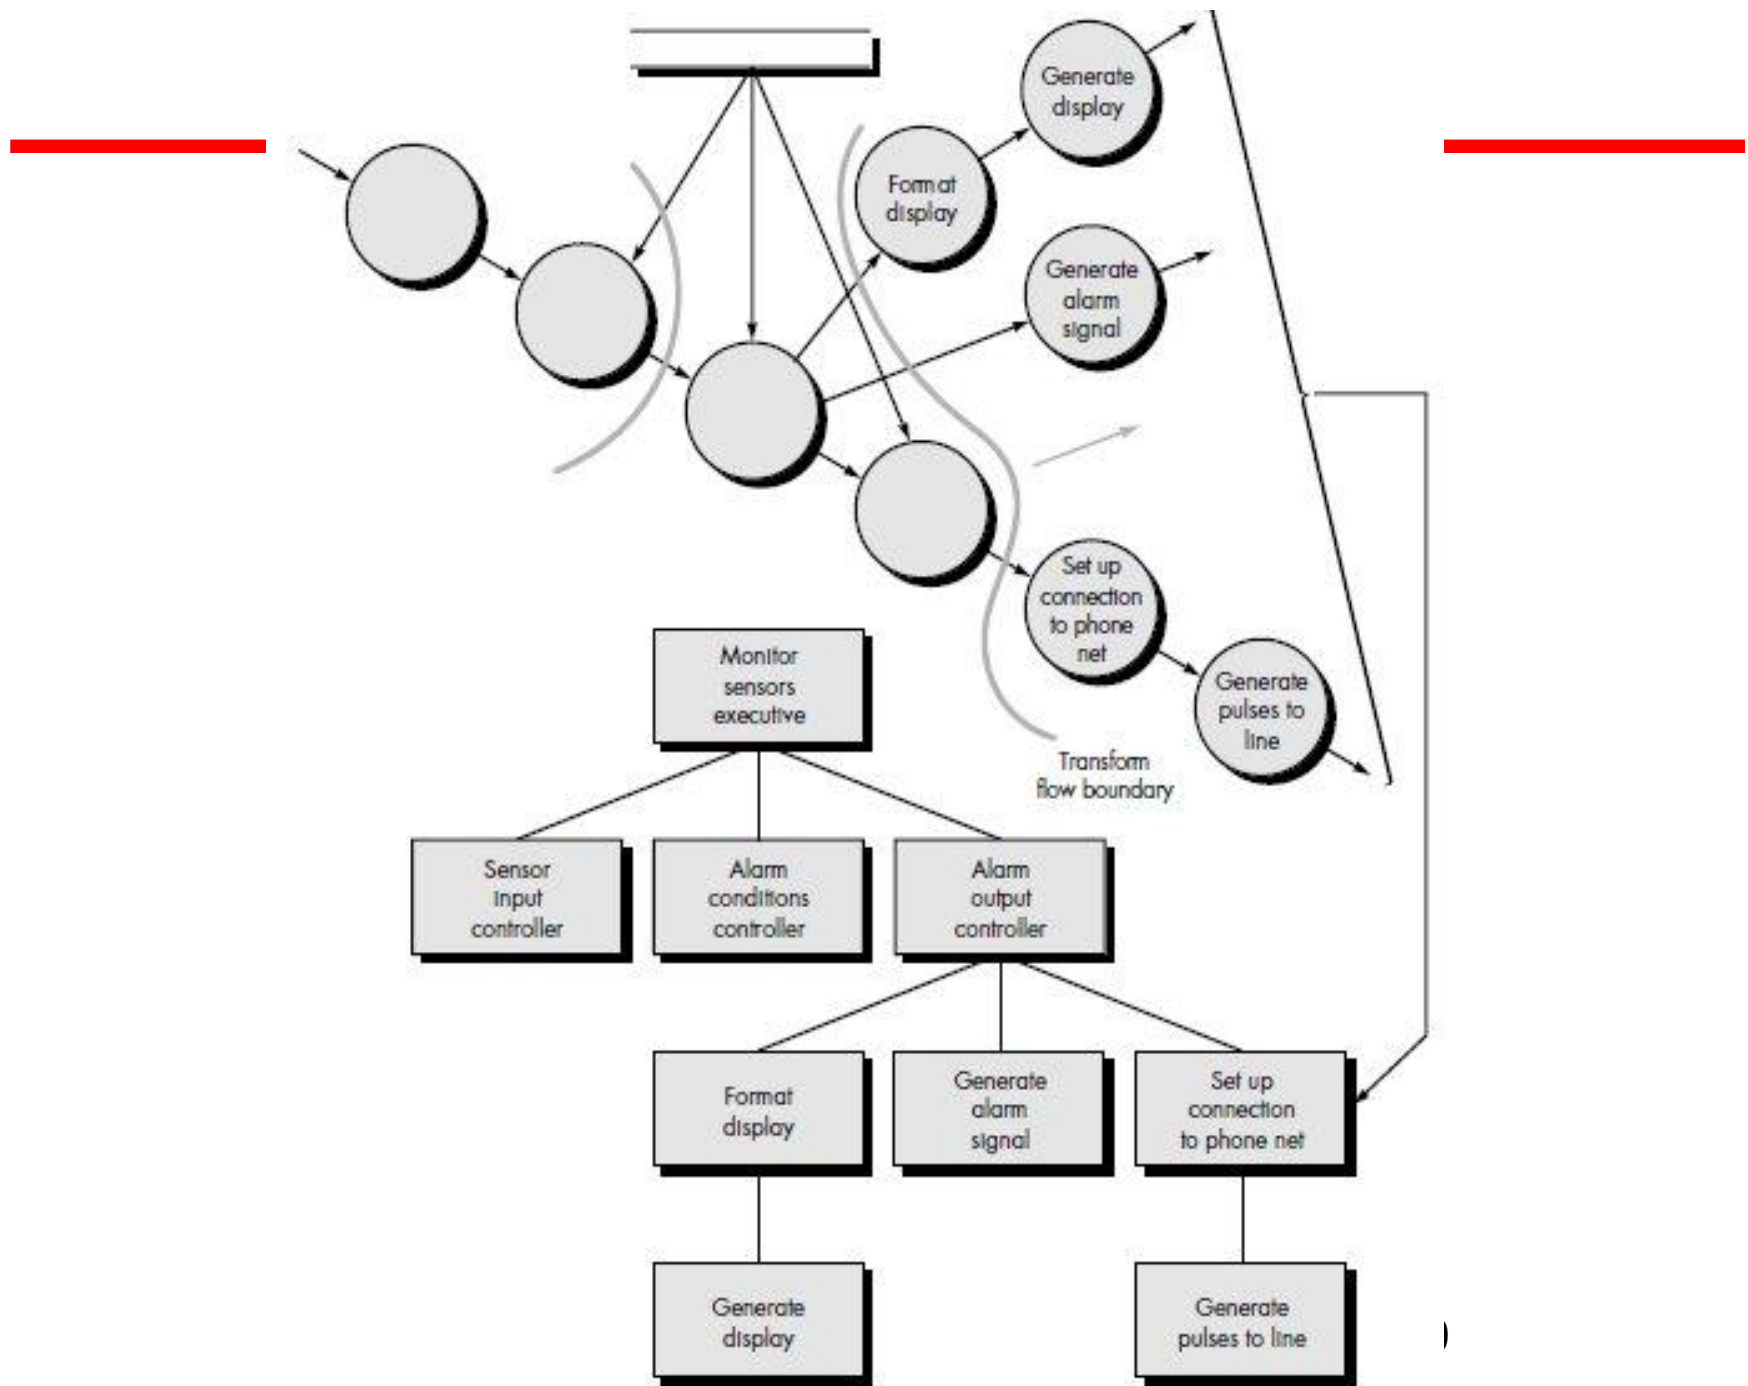 Generate
display
Format
display
Generate
alarm
signal
Set up
connection
to phone
net
Generate
pulses to
line
Transform
flow boundary
Monitor
sensors
executive
Sensor
input
controller
Alarm
conditions
controller
Alarm
output
controller
Format
display
Generate
alarm
signal
Set up
connection
to phone net
Generate
display
Generate
pulses to line